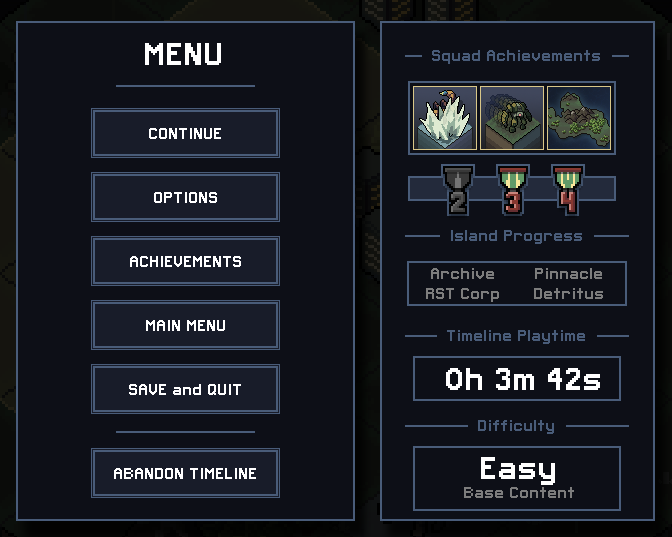 MENU
CONTINUE
OPTIONS
ACHIEVEMENTS
MAIN MENU
SAVE and QUIT
ABANDON TIMELINE
Squad Achievements
2 3 4
Island Progress
Archive Pinnacle
RST Corp Detritus
Timeline Playtime
0h 3m 42s
Difficulty
Easy
Base Content